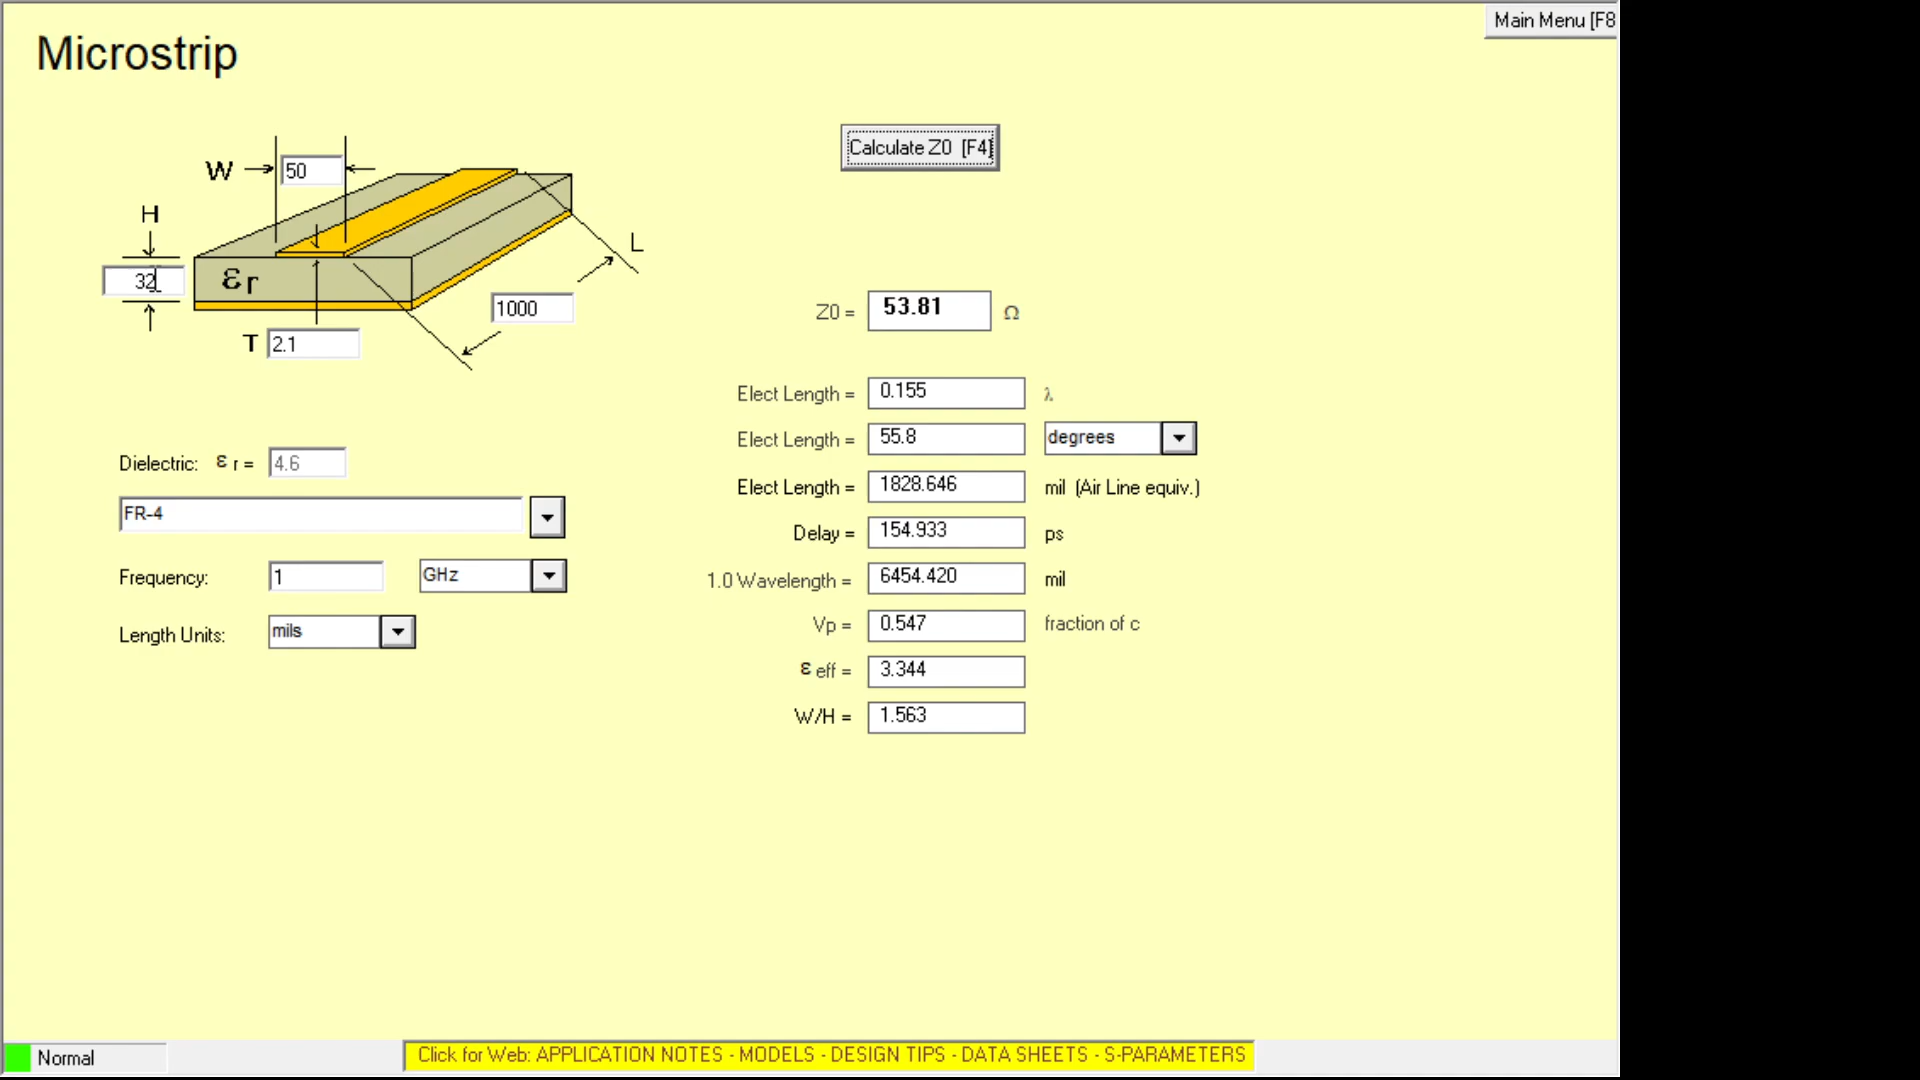 Main Menu [F8
Microstrip
Calculate Z0 [F4]
W
50
H
L
32
εr
1000
T
2.1
Z0 =
53.81
Ω
Elect Length =
0.155
λ
Elect Length =
55.8
degrees
Dielectric: ε r =
4.6
Elect Length =
1828.646
mil (Air Line equiv.)
FR-4
Delay =
154.933
ps
Frequency:
1
GHz
1.0 Wavelength =
6454.420
mil
Length Units:
mils
Vp =
0.547
fraction of c
ε eff =
3.344
W/H =
1.563
Normal
Click for Web: APPLICATION NOTES - MODELS - DESIGN TIPS - DATA SHEETS - S-PARAMETERS